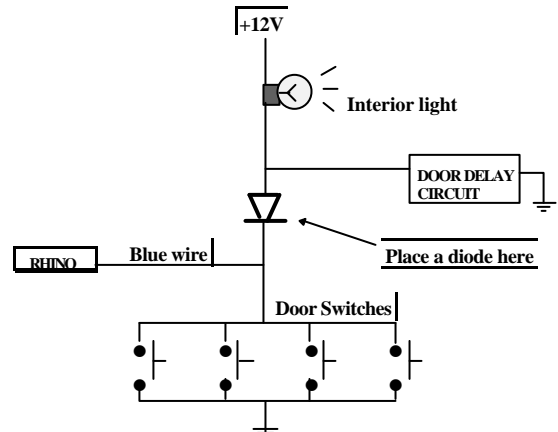 +12V
Interior light
DOOR DELAY
CIRCUIT
RHINO
Blue wire
Place a diode here
Door Switches